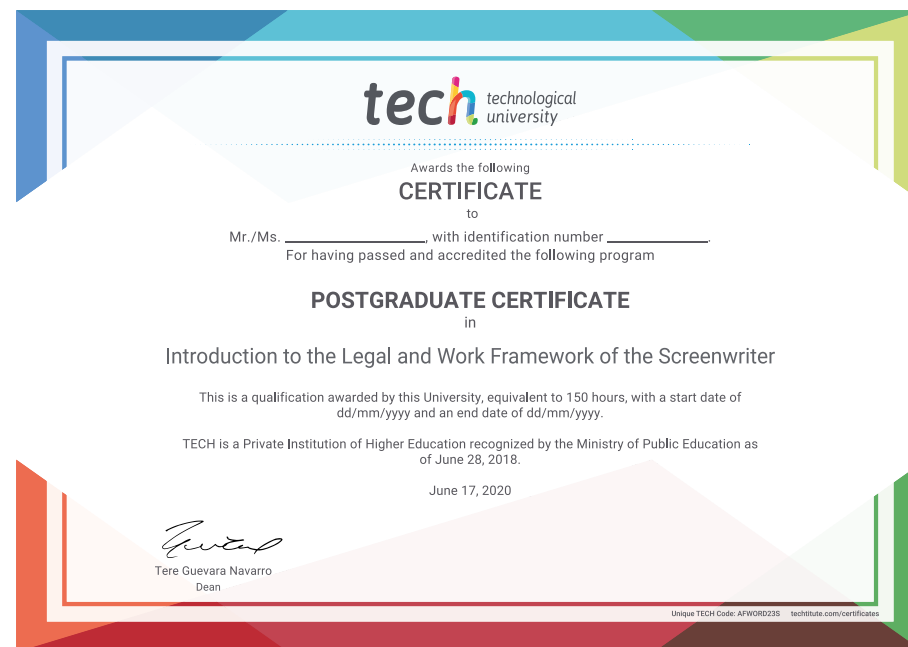 tech technological
university
Awards the following
CERTIFICATE
to
Mr./Ms. ____________________, with identification number ______________.
For having passed and accredited the following program
POSTGRADUATE CERTIFICATE
in
Introduction to the Legal and Work Framework of the Screenwriter
This is a qualification awarded by this University, equivalent to 150 hours, with a start date of
dd/mm/yyyy and an end date of dd/mm/yyyy.
TECH is a Private Institution of Higher Education recognized by the Ministry of Public Education as
of June 28, 2018.
June 17, 2020
Tere Guevara Navarro
Dean
Unique TECH Code: AFWORD23S techtitute.com/certificates